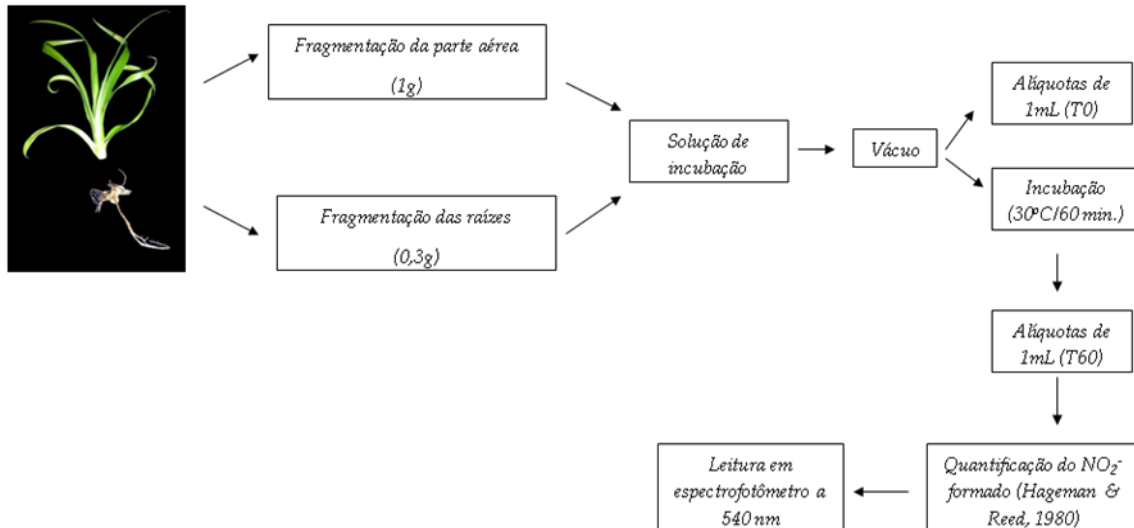 Fragmentação da parte aérea
(1g)
Fragmentação das raízes
(0,3g)
Solução de
incubação
Vácuo
Alíquotas de
1mL (T0)
Incubação
(30ºC/60 min.)
Alíquotas de
1mL (T60)
Quantificação do NO₂⁻
formado (Hageman &
Reed, 1980)
Leitura em
espectrofotômetro a
540 nm